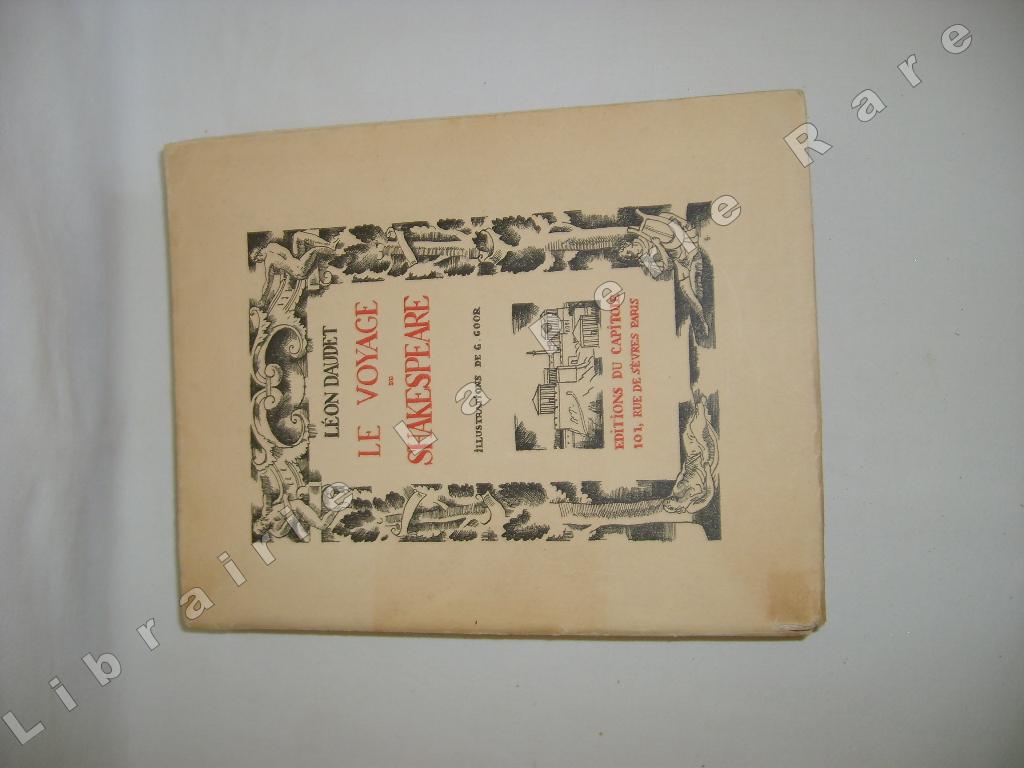 LÉON DAUDET
LE VOYAGE
DU
SHAKESPEARE
ILLUSTRATIONS DE G. GOOR
EDITIONS DU CAPITOLE
101, RUE DE SÈVRES PARIS
Librairie la Perle Rare